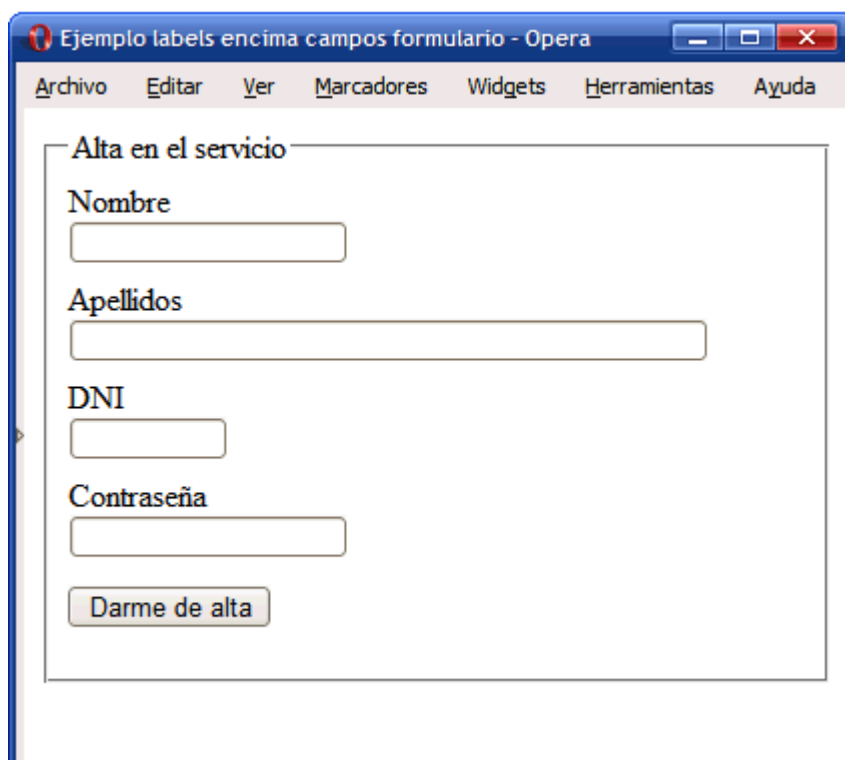 Ejemplo labels encima campos formulario - Opera
Archivo Editar Ver Marcadores Widgets Herramientas Ayuda
Alta en el servicio
Nombre
Apellidos
DNI
Contraseña
Darme de alta